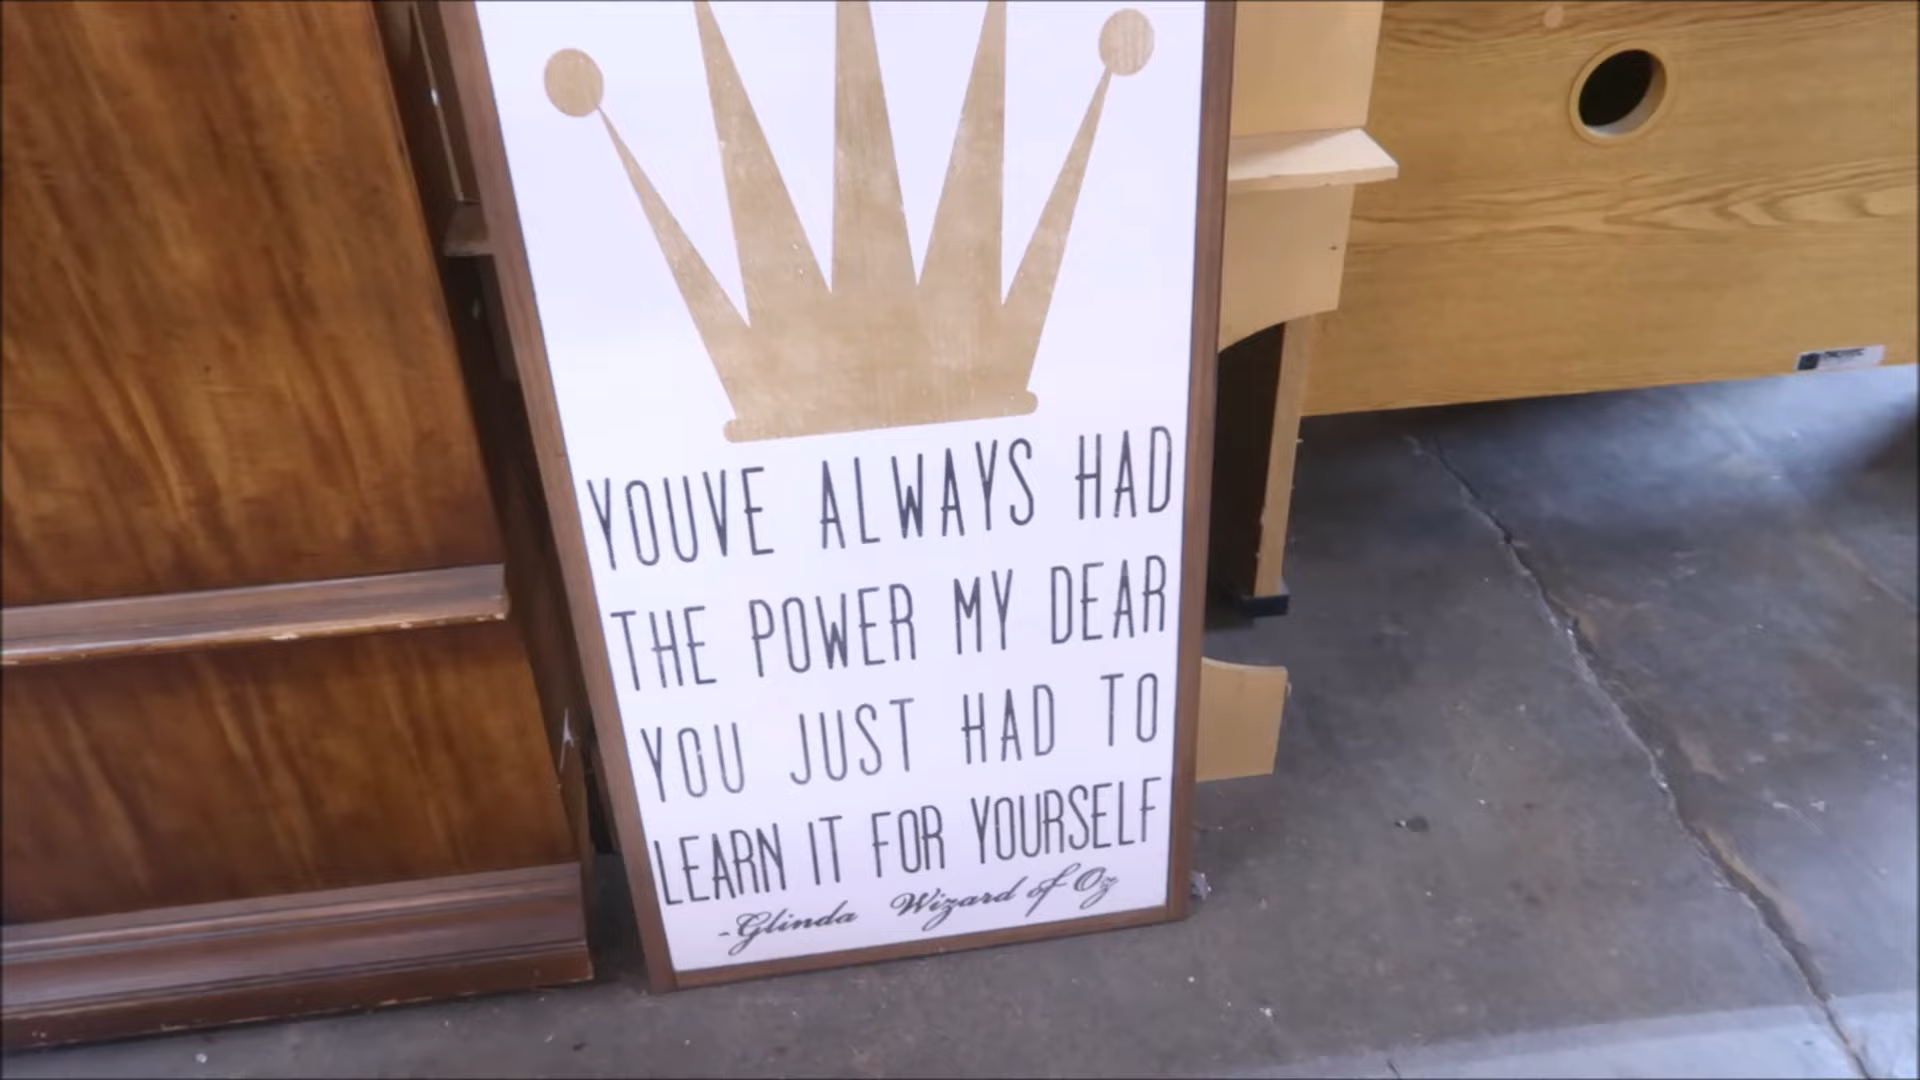 YOUVE ALWAYS HAD
THE POWER MY DEAR
YOU JUST HAD TO
LEARN IT FOR YOURSELF
-Glinda Wizard of Oz